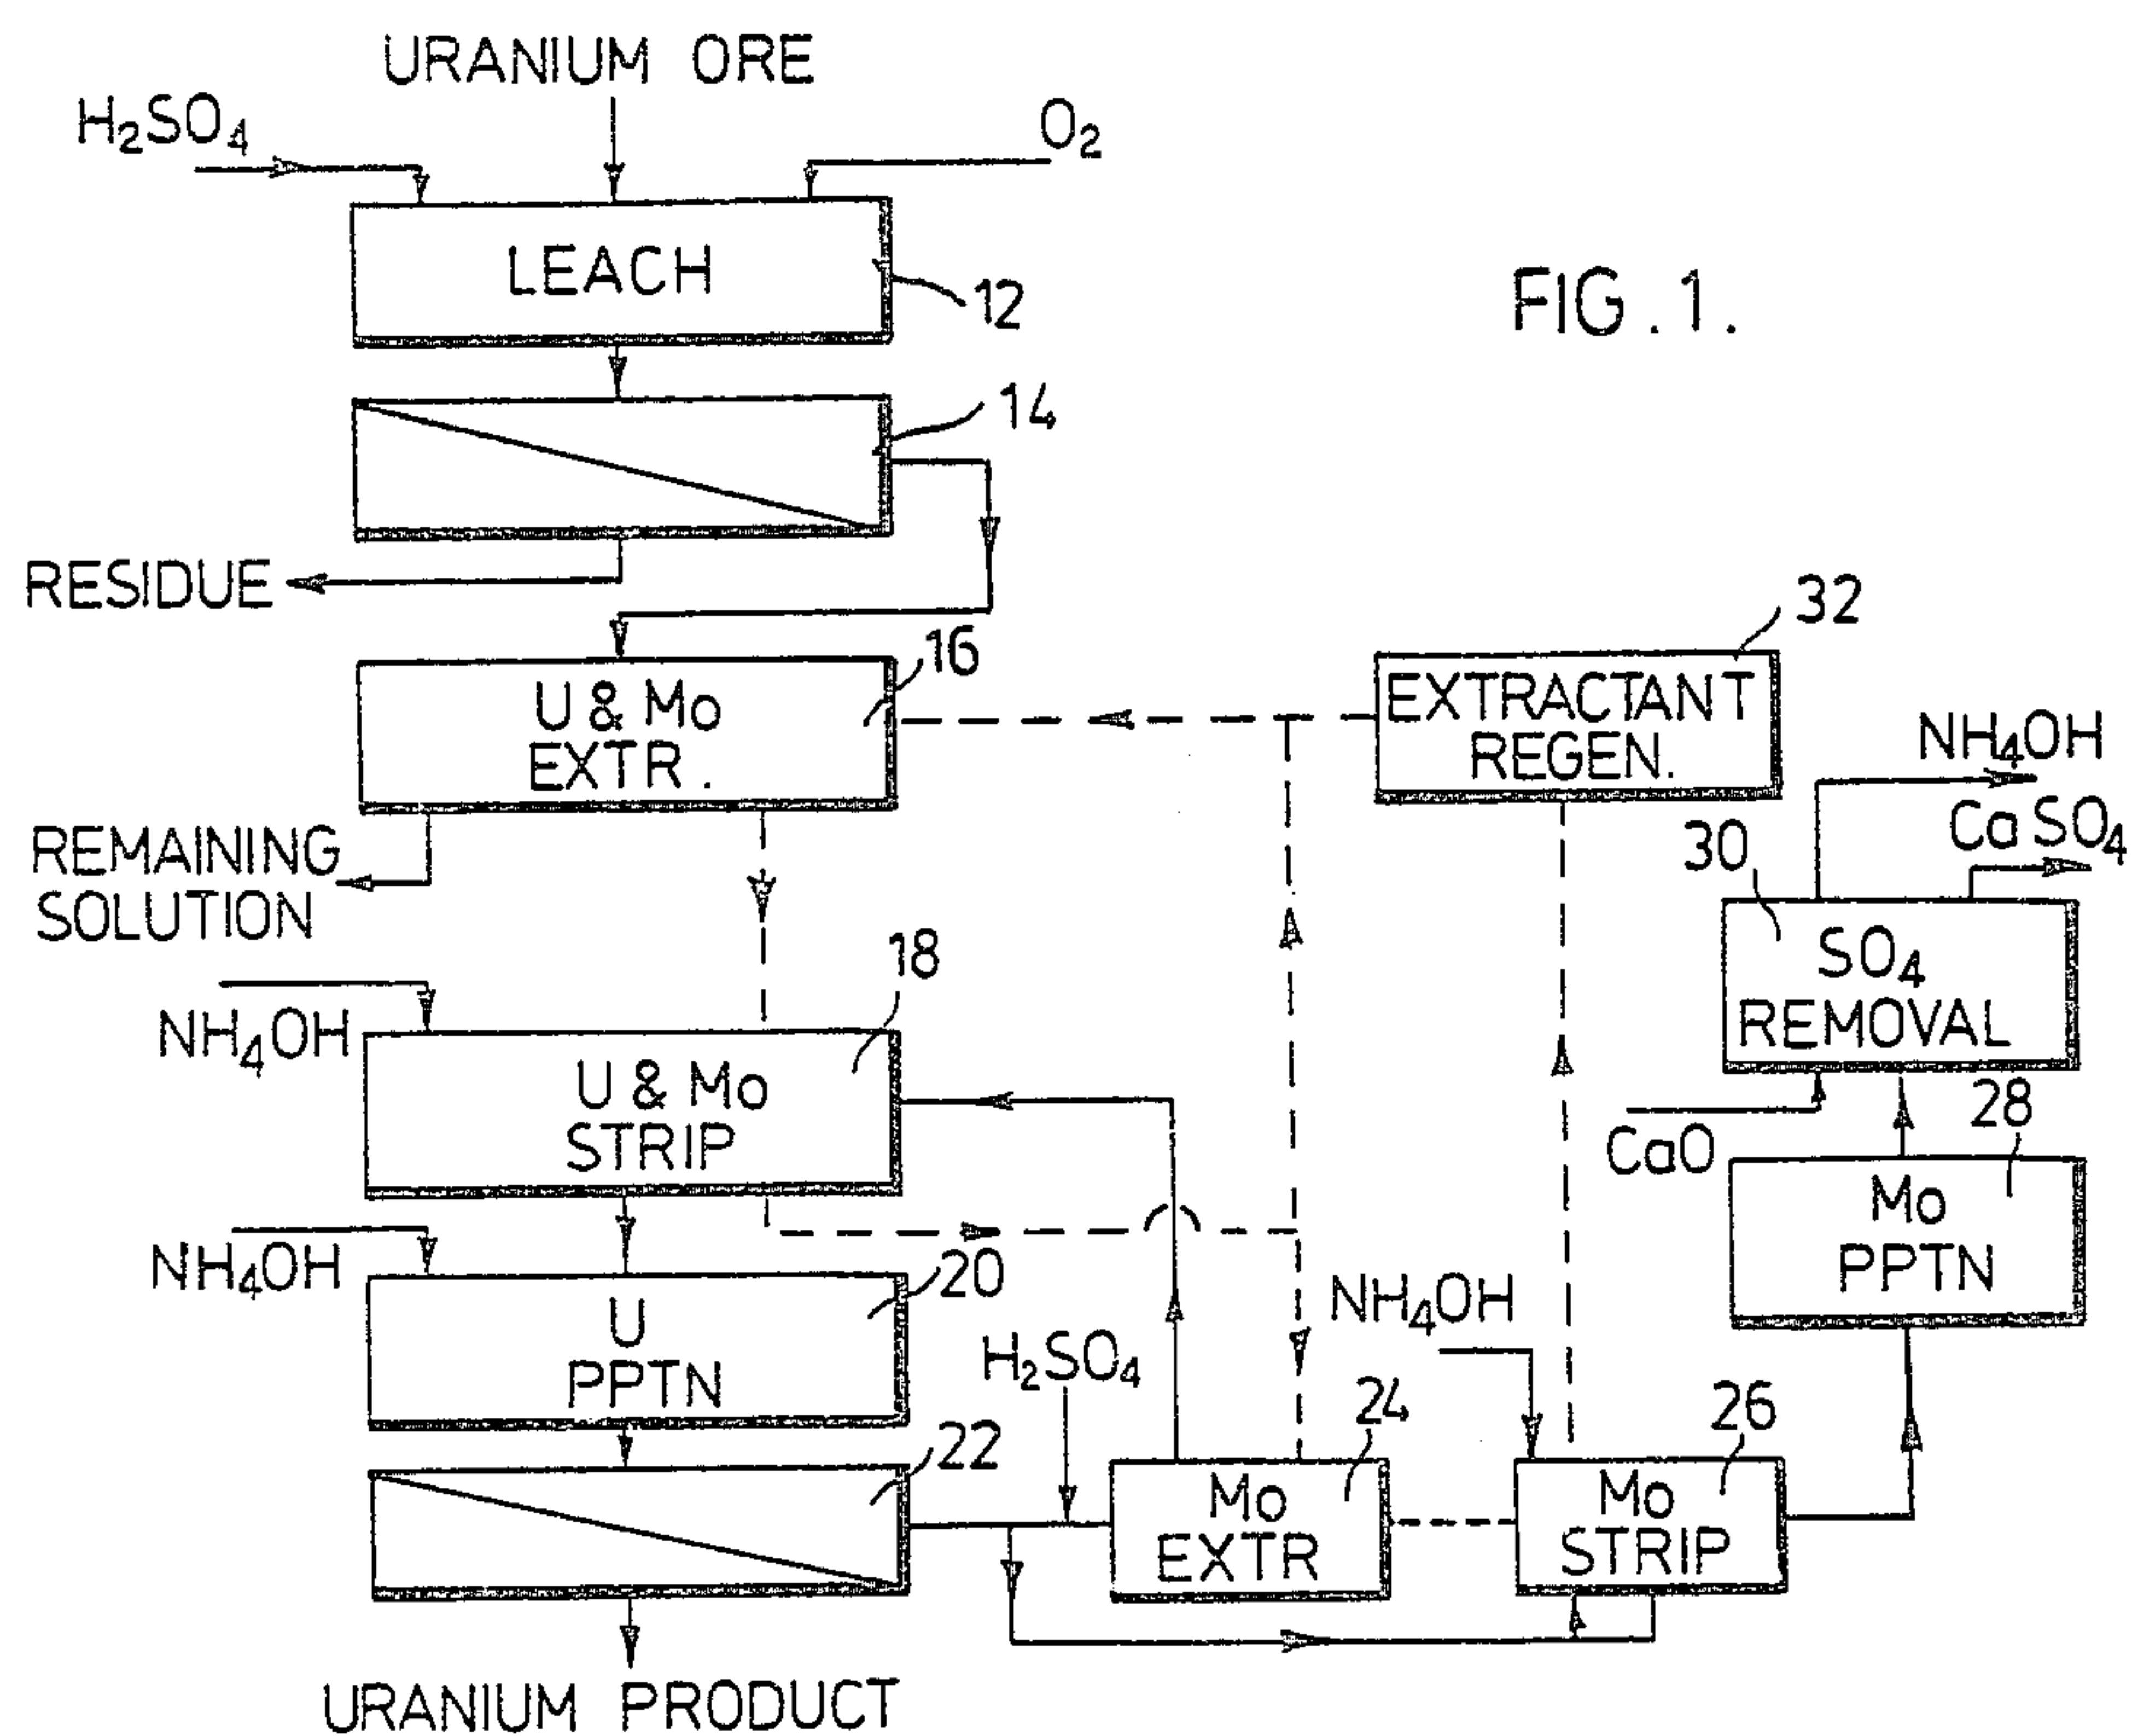 URANIUM ORE
H₂SO₄
O₂
LEACH
12
FIG. 1.
14
RESIDUE
32
16
U & Mo
EXTR.
EXTRACTANT
REGEN.
NH₄OH
CaSO₄
30
REMAINING
SOLUTION
SO₄
REMOVAL
18
NH₄OH
U & Mo
STRIP
CaO
28
Mo
PPTN
NH₄OH
20
U
PPTN
NH₄OH
H₂SO₄
24
26
22
Mo
EXTR
Mo
STRIP
URANIUM PRODUCT